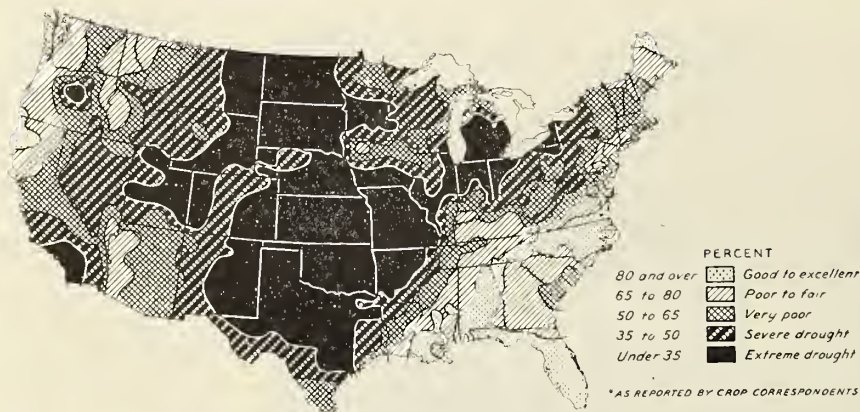 PERCENT
80 and over Good to excellent
65 to 80 Poor to fair
50 to 65 Very poor
35 to 50 Severe drought
Under 35 Extreme drought
*AS REPORTED BY CROP CORRESPONDENTS